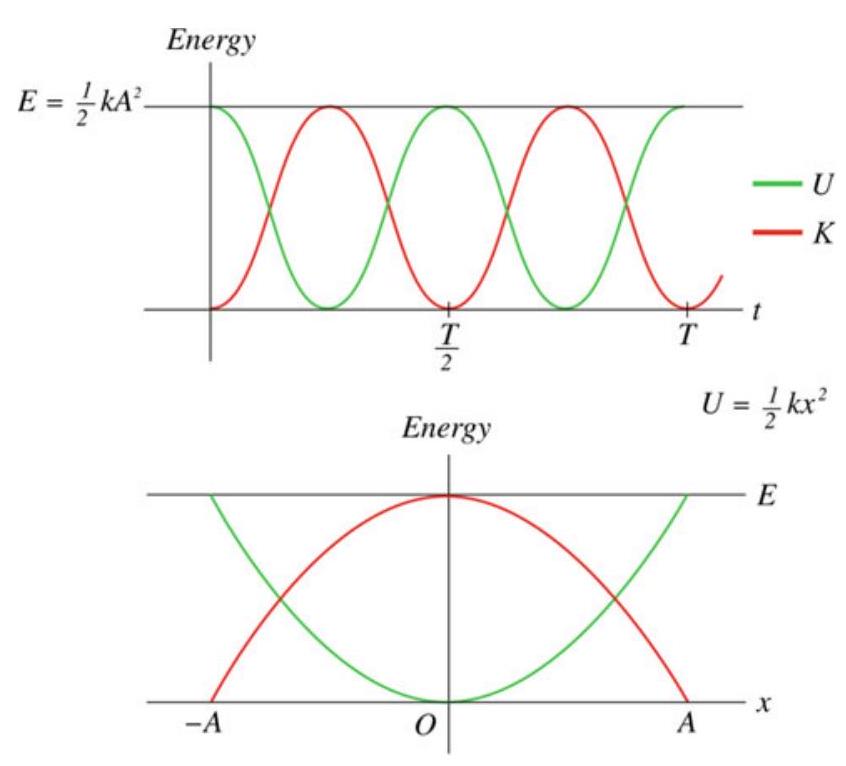 Energy
E = 1/2 kA²
U
K
t
T/2
T
U = 1/2 kx²
Energy
E
x
−A
O
A